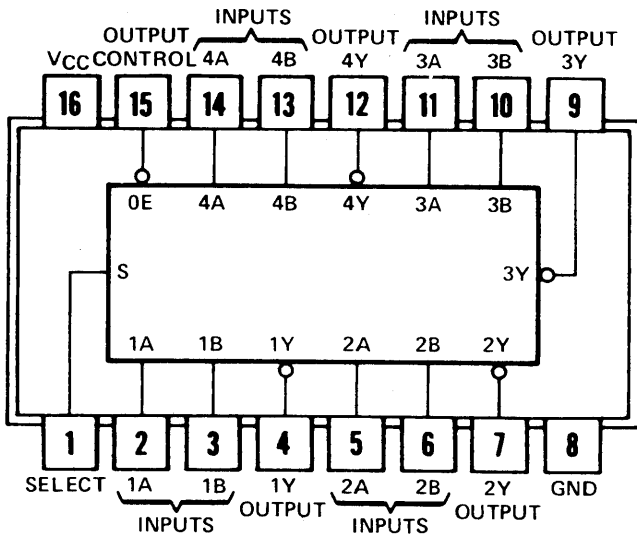 INPUTS INPUTS
OUTPUT OUTPUT OUTPUT
VCC CONTROL 4A 4B 4Y 3A 3B 3Y
16 15 14 13 12 11 10 9
0E 4A 4B 4Y 3A 3B
S 3Y
1A 1B 1Y 2A 2B 2Y
1 2 3 4 5 6 7 8
SELECT 1A 1B 1Y 2A 2B 2Y GND
INPUTS OUTPUT INPUTS OUTPUT